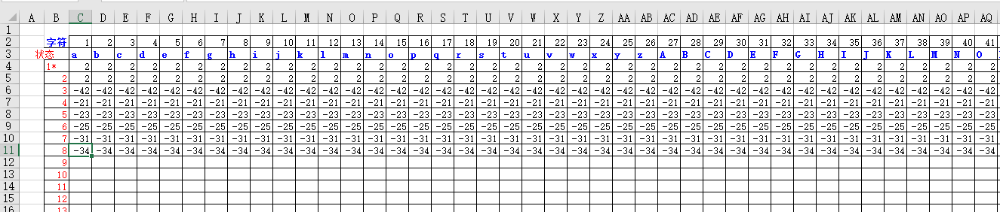 A B C D E F G H I J K L M N O P Q R S T U V W X Y Z AA AB AC AD AE AF AG AH AI AJ AK AL AM AN AO AP AQ
1
2 字符 1 2 3 4 5 6 7 8 9 10 11 12 13 14 15 16 17 18 19 20 21 22 23 24 25 26 27 28 29 30 31 32 33 34 35 36 37 38 39 40 41
3 状态 a b c d e f g h i j k l m n o p q r s t u v w x y z A B C D E F G H I J K L M N O
4 1* 2 2 2 2 2 2 2 2 2 2 2 2 2 2 2 2 2 2 2 2 2 2 2 2 2 2 2 2 2 2 2 2 2 2 2 2 2 2 2 2 2
5 2 2 2 2 2 2 2 2 2 2 2 2 2 2 2 2 2 2 2 2 2 2 2 2 2 2 2 2 2 2 2 2 2 2 2 2 2 2 2 2 2 2
6 3 -42 -42 -42 -42 -42 -42 -42 -42 -42 -42 -42 -42 -42 -42 -42 -42 -42 -42 -42 -42 -42 -42 -42 -42 -42 -42 -42 -42 -42 -42 -42 -42 -42 -42 -42 -42 -42 -42 -42 -42 -42
7 4 -21 -21 -21 -21 -21 -21 -21 -21 -21 -21 -21 -21 -21 -21 -21 -21 -21 -21 -21 -21 -21 -21 -21 -21 -21 -21 -21 -21 -21 -21 -21 -21 -21 -21 -21 -21 -21 -21 -21 -21 -21
8 5 -23 -23 -23 -23 -23 -23 -23 -23 -23 -23 -23 -23 -23 -23 -23 -23 -23 -23 -23 -23 -23 -23 -23 -23 -23 -23 -23 -23 -23 -23 -23 -23 -23 -23 -23 -23 -23 -23 -23 -23 -23
9 6 -25 -25 -25 -25 -25 -25 -25 -25 -25 -25 -25 -25 -25 -25 -25 -25 -25 -25 -25 -25 -25 -25 -25 -25 -25 -25 -25 -25 -25 -25 -25 -25 -25 -25 -25 -25 -25 -25 -25 -25 -25
10 7 -31 -31 -31 -31 -31 -31 -31 -31 -31 -31 -31 -31 -31 -31 -31 -31 -31 -31 -31 -31 -31 -31 -31 -31 -31 -31 -31 -31 -31 -31 -31 -31 -31 -31 -31 -31 -31 -31 -31 -31 -31
11 8 -34 -34 -34 -34 -34 -34 -34 -34 -34 -34 -34 -34 -34 -34 -34 -34 -34 -34 -34 -34 -34 -34 -34 -34 -34 -34 -34 -34 -34 -34 -34 -34 -34 -34 -34 -34 -34 -34 -34 -34 -34
12 9
13 10
14 11
15 12
16 13